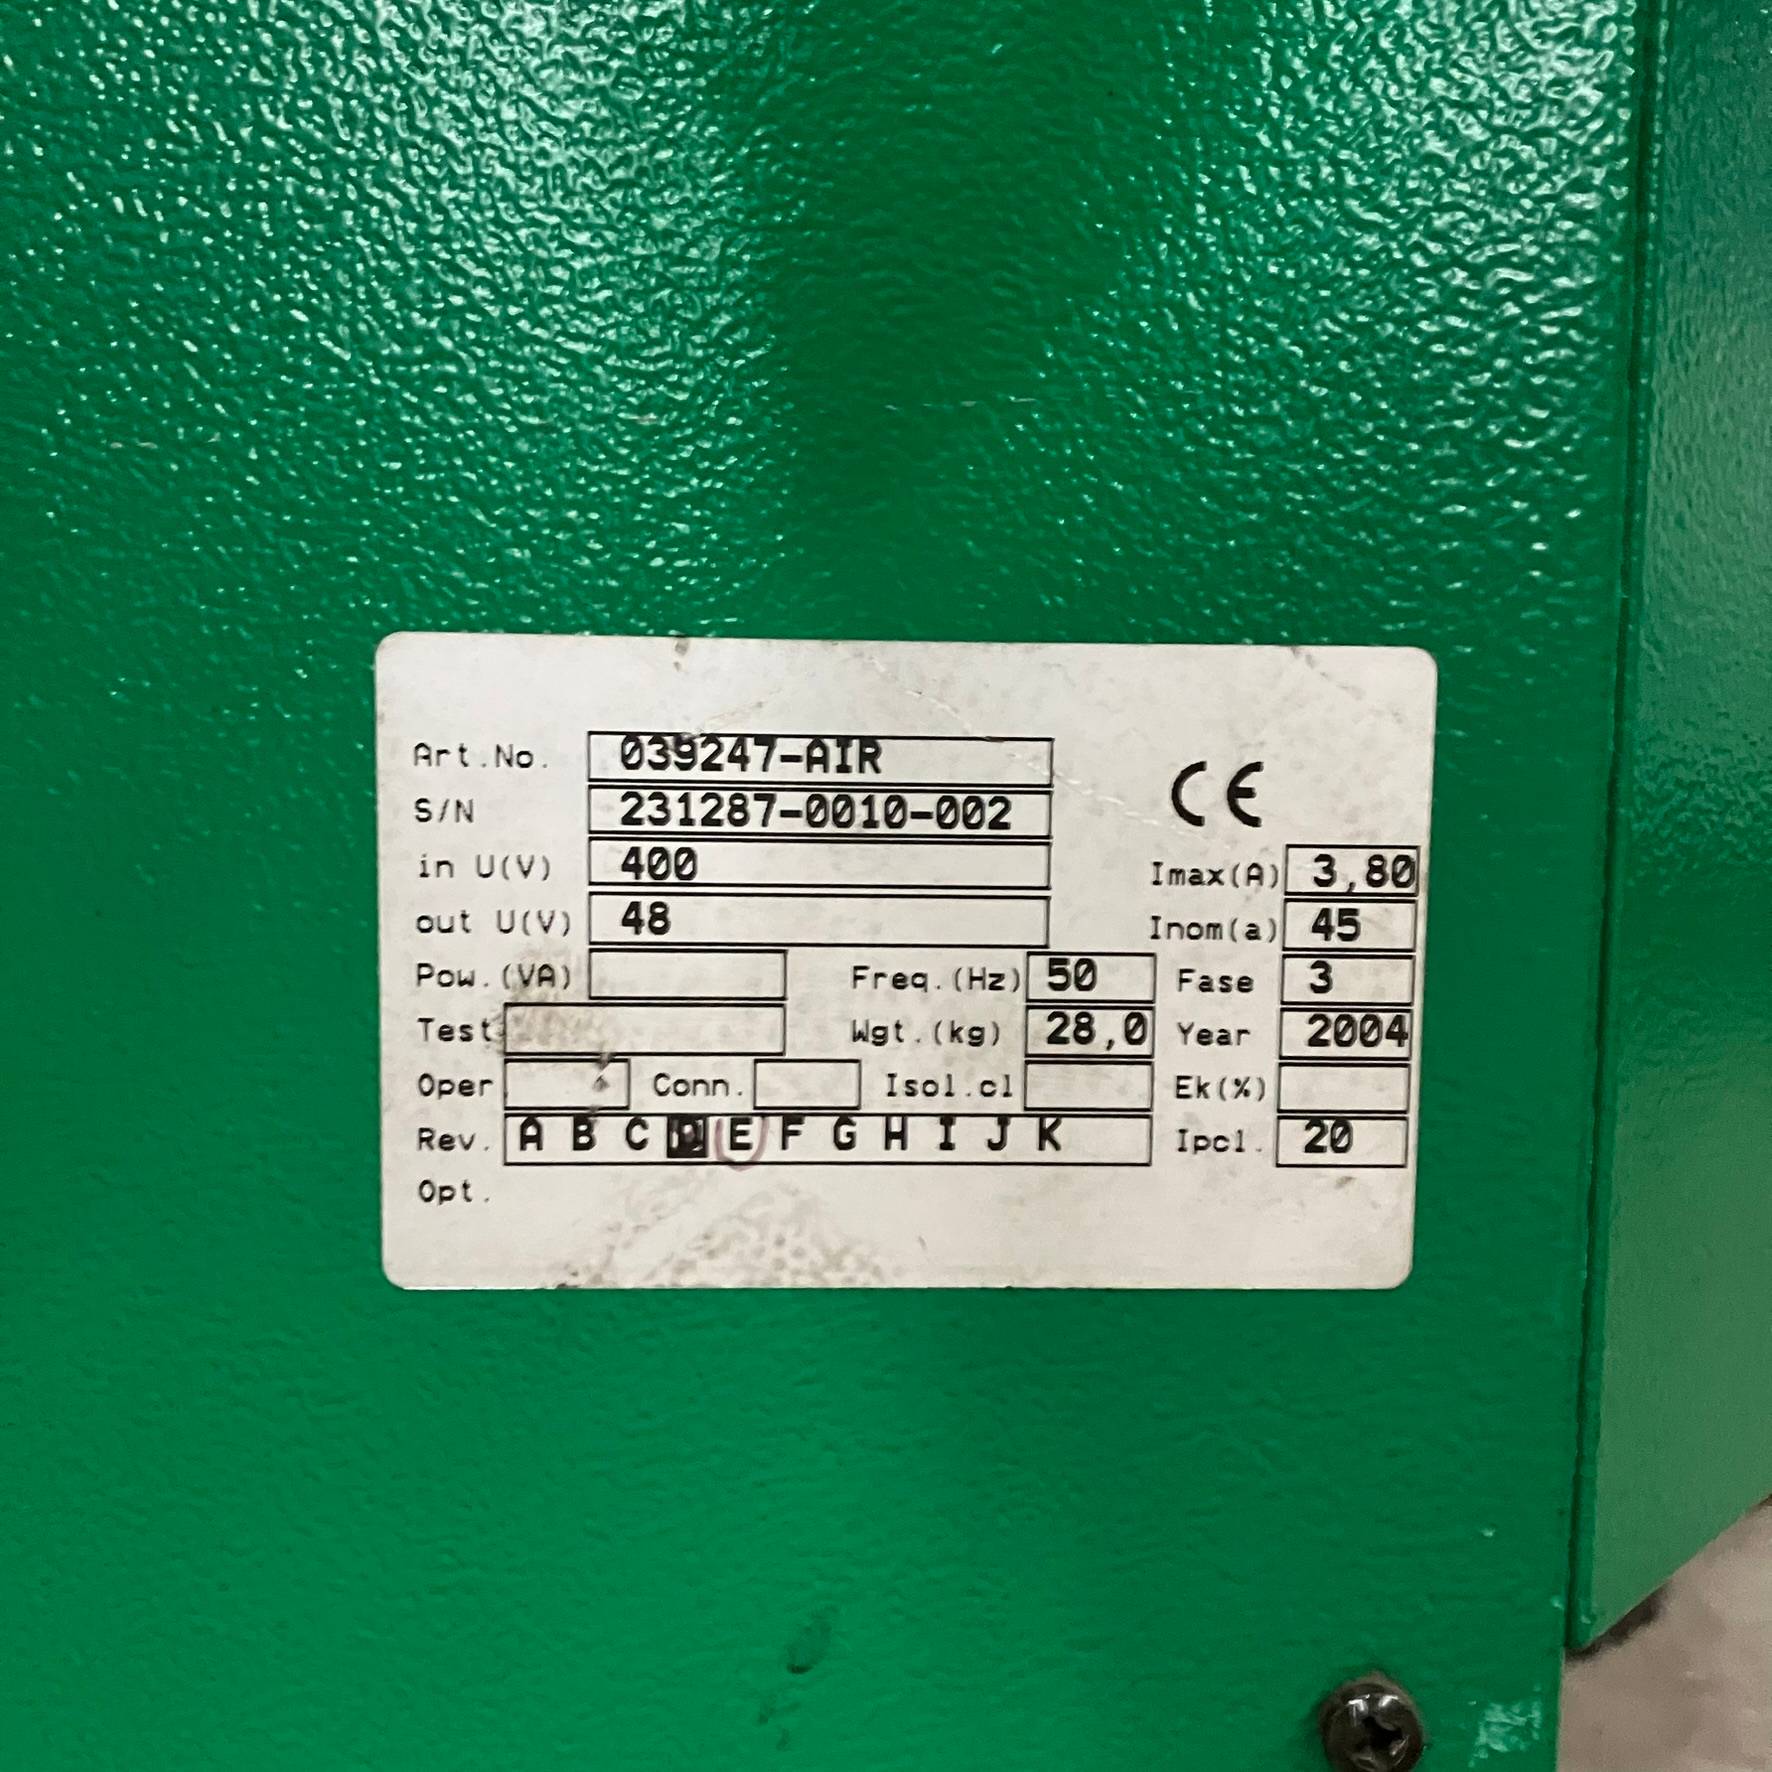 Art.No. 039247-AIR
CE
S/N 231287-0010-002
in U(V) 400 Imax(A) 3,80
out U(V) 48 Inom(a) 45
Pow.(VA) Freq.(Hz) 50 Fase 3
Test Wgt.(kg) 28,0 Year 2004
Oper Conn. Isol.cl Ek(%)
Rev. A B C D E F G H I J K Ipcl. 20
Opt.